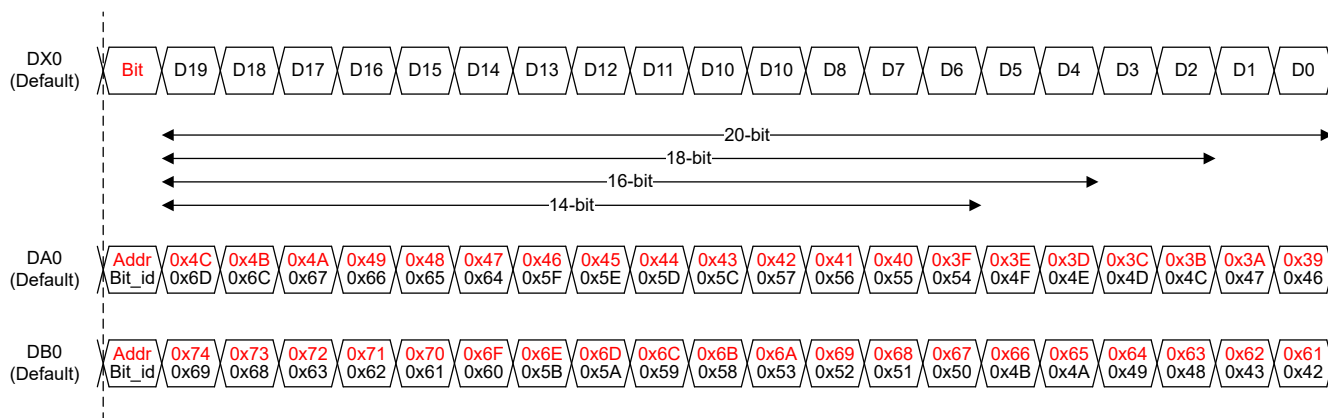 DX0
(Default)
Bit D19 D18 D17 D16 D15 D14 D13 D12 D11 D10 D10 D8 D7 D6 D5 D4 D3 D2 D1 D0
20-bit
18-bit
16-bit
14-bit
DA0
(Default)
Addr 0x4C 0x4B 0x4A 0x49 0x48 0x47 0x46 0x45 0x44 0x43 0x42 0x41 0x40 0x3F 0x3E 0x3D 0x3C 0x3B 0x3A 0x39
Bit_id 0x6D 0x6C 0x67 0x66 0x65 0x64 0x5F 0x5E 0x5D 0x5C 0x57 0x56 0x55 0x54 0x4F 0x4E 0x4D 0x4C 0x47 0x46
DB0
(Default)
Addr 0x74 0x73 0x72 0x71 0x70 0x6F 0x6E 0x6D 0x6C 0x6B 0x6A 0x69 0x68 0x67 0x66 0x65 0x64 0x63 0x62 0x61
Bit_id 0x69 0x68 0x63 0x62 0x61 0x60 0x5B 0x5A 0x59 0x58 0x53 0x52 0x51 0x50 0x4B 0x4A 0x49 0x48 0x43 0x42